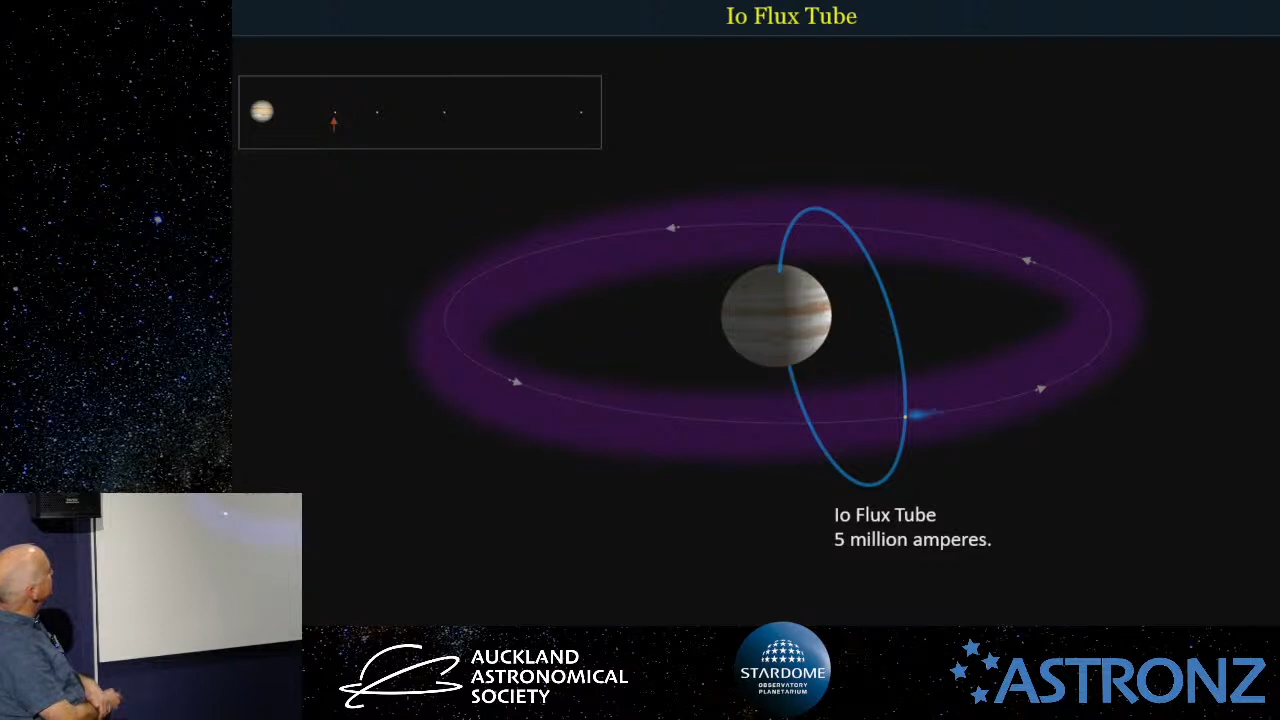 Io Flux Tube
Io Flux Tube
5 million amperes.
AUCKLAND
ASTRONOMICAL
SOCIETY
STARDOME
OBSERVATORY
PLANETARIUM
ASTRONZ